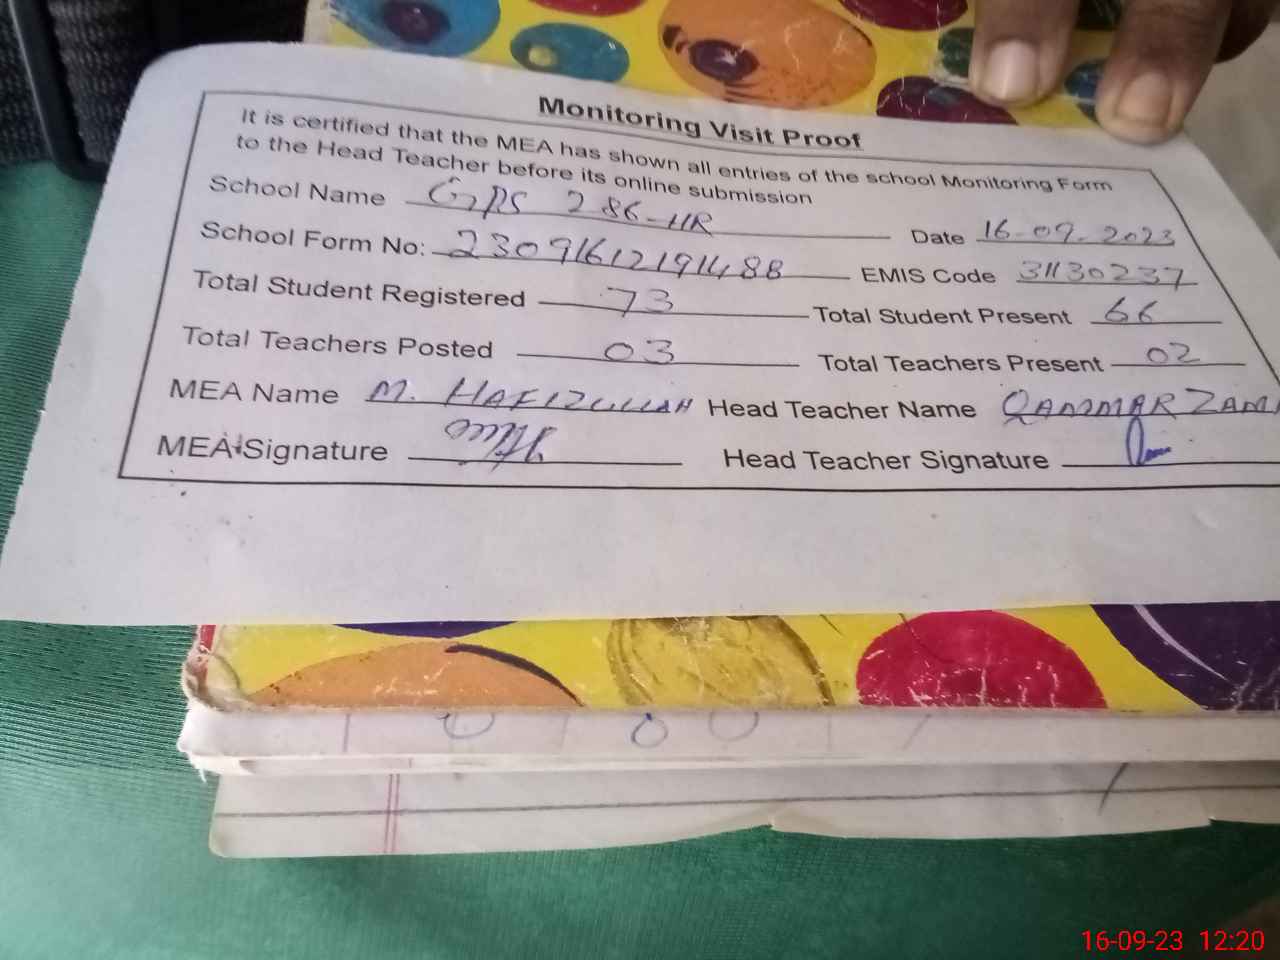 Monitoring Visit Proof
It is certified that the MEA has shown all entries of the school Monitoring Form
to the Head Teacher before its online submission
School Name GPS 286-HR Date 16-09-2023
School Form No: 230916121911488 EMIS Code 31130237
Total Student Registered 73 Total Student Present 66
Total Teachers Posted 03 Total Teachers Present 02
MEA Name M. HAFIZULLAH Head Teacher Name QAMMAR ZAM
MEA Signature Head Teacher Signature
16-09-23 12:20